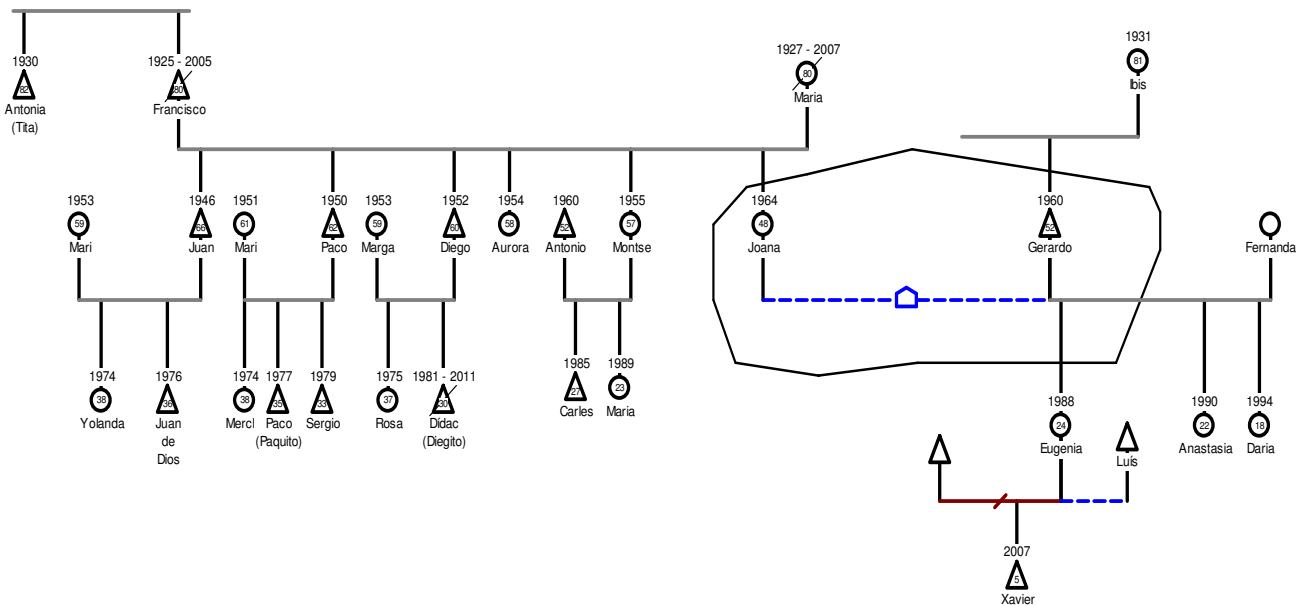 1930
82
Antonia
(Tita)
1925 - 2005
80
Francisco
1927 - 2007
80
Maria
1931
81
Ibis
1953
59
Mari
1946
66
Juan
1951
61
Mari
1950
62
Paco
1953
59
Marga
1952
60
Diego
1954
58
Aurora
1960
52
Antonio
1955
57
Montse
1964
48
Joana
1960
52
Gerardo
Fernanda
1974
38
Yolanda
1976
36
Juan
de
Dios
1974
38
Mercl
1977
35
Paco
(Paquito)
1979
33
Sergio
1975
37
Rosa
1981 - 2011
30
Dídac
(Diegito)
1985
27
Carles
1989
23
Maria
1988
24
Eugenia
Luís
1990
22
Anastasia
1994
18
Daria
2007
5
Xavier